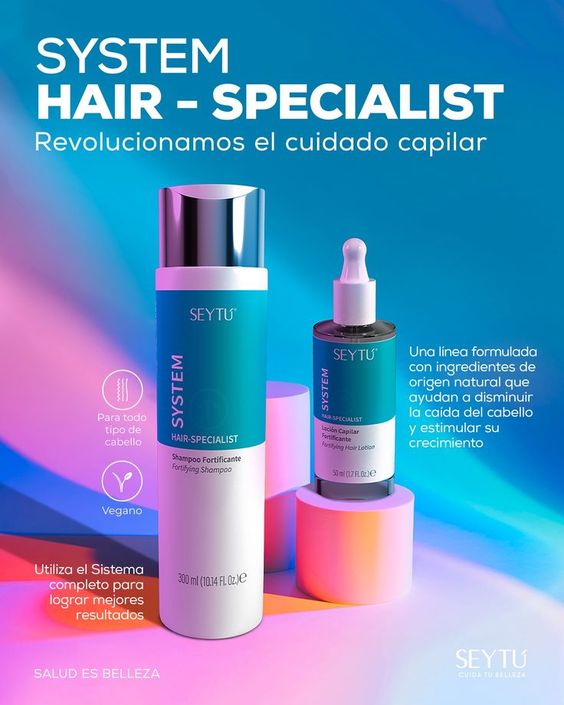 SYSTEM
HAIR - SPECIALIST
Revolucionamos el cuidado capilar
SEYTÚ
SYSTEM
HAIR-SPECIALIST
Shampoo Fortificante
Fortifying Shampoo
300 ml (10.14 FL. Oz.) e
SEYTÚ
SYSTEM
HAIR-SPECIALIST
Loción Capilar
Fortificante
Fortifying Hair Lotion
50 ml (1.7 FL. Oz.) e
Para todo
tipo de
cabello
Vegano
Una línea formulada
con ingredientes de
origen natural que
ayudan a disminuir
la caída del cabello
y estimular su
crecimiento
Utiliza el Sistema
completo para
lograr mejores
resultados
SALUD ES BELLEZA
SEYTÚ
CUIDA TU BELLEZA